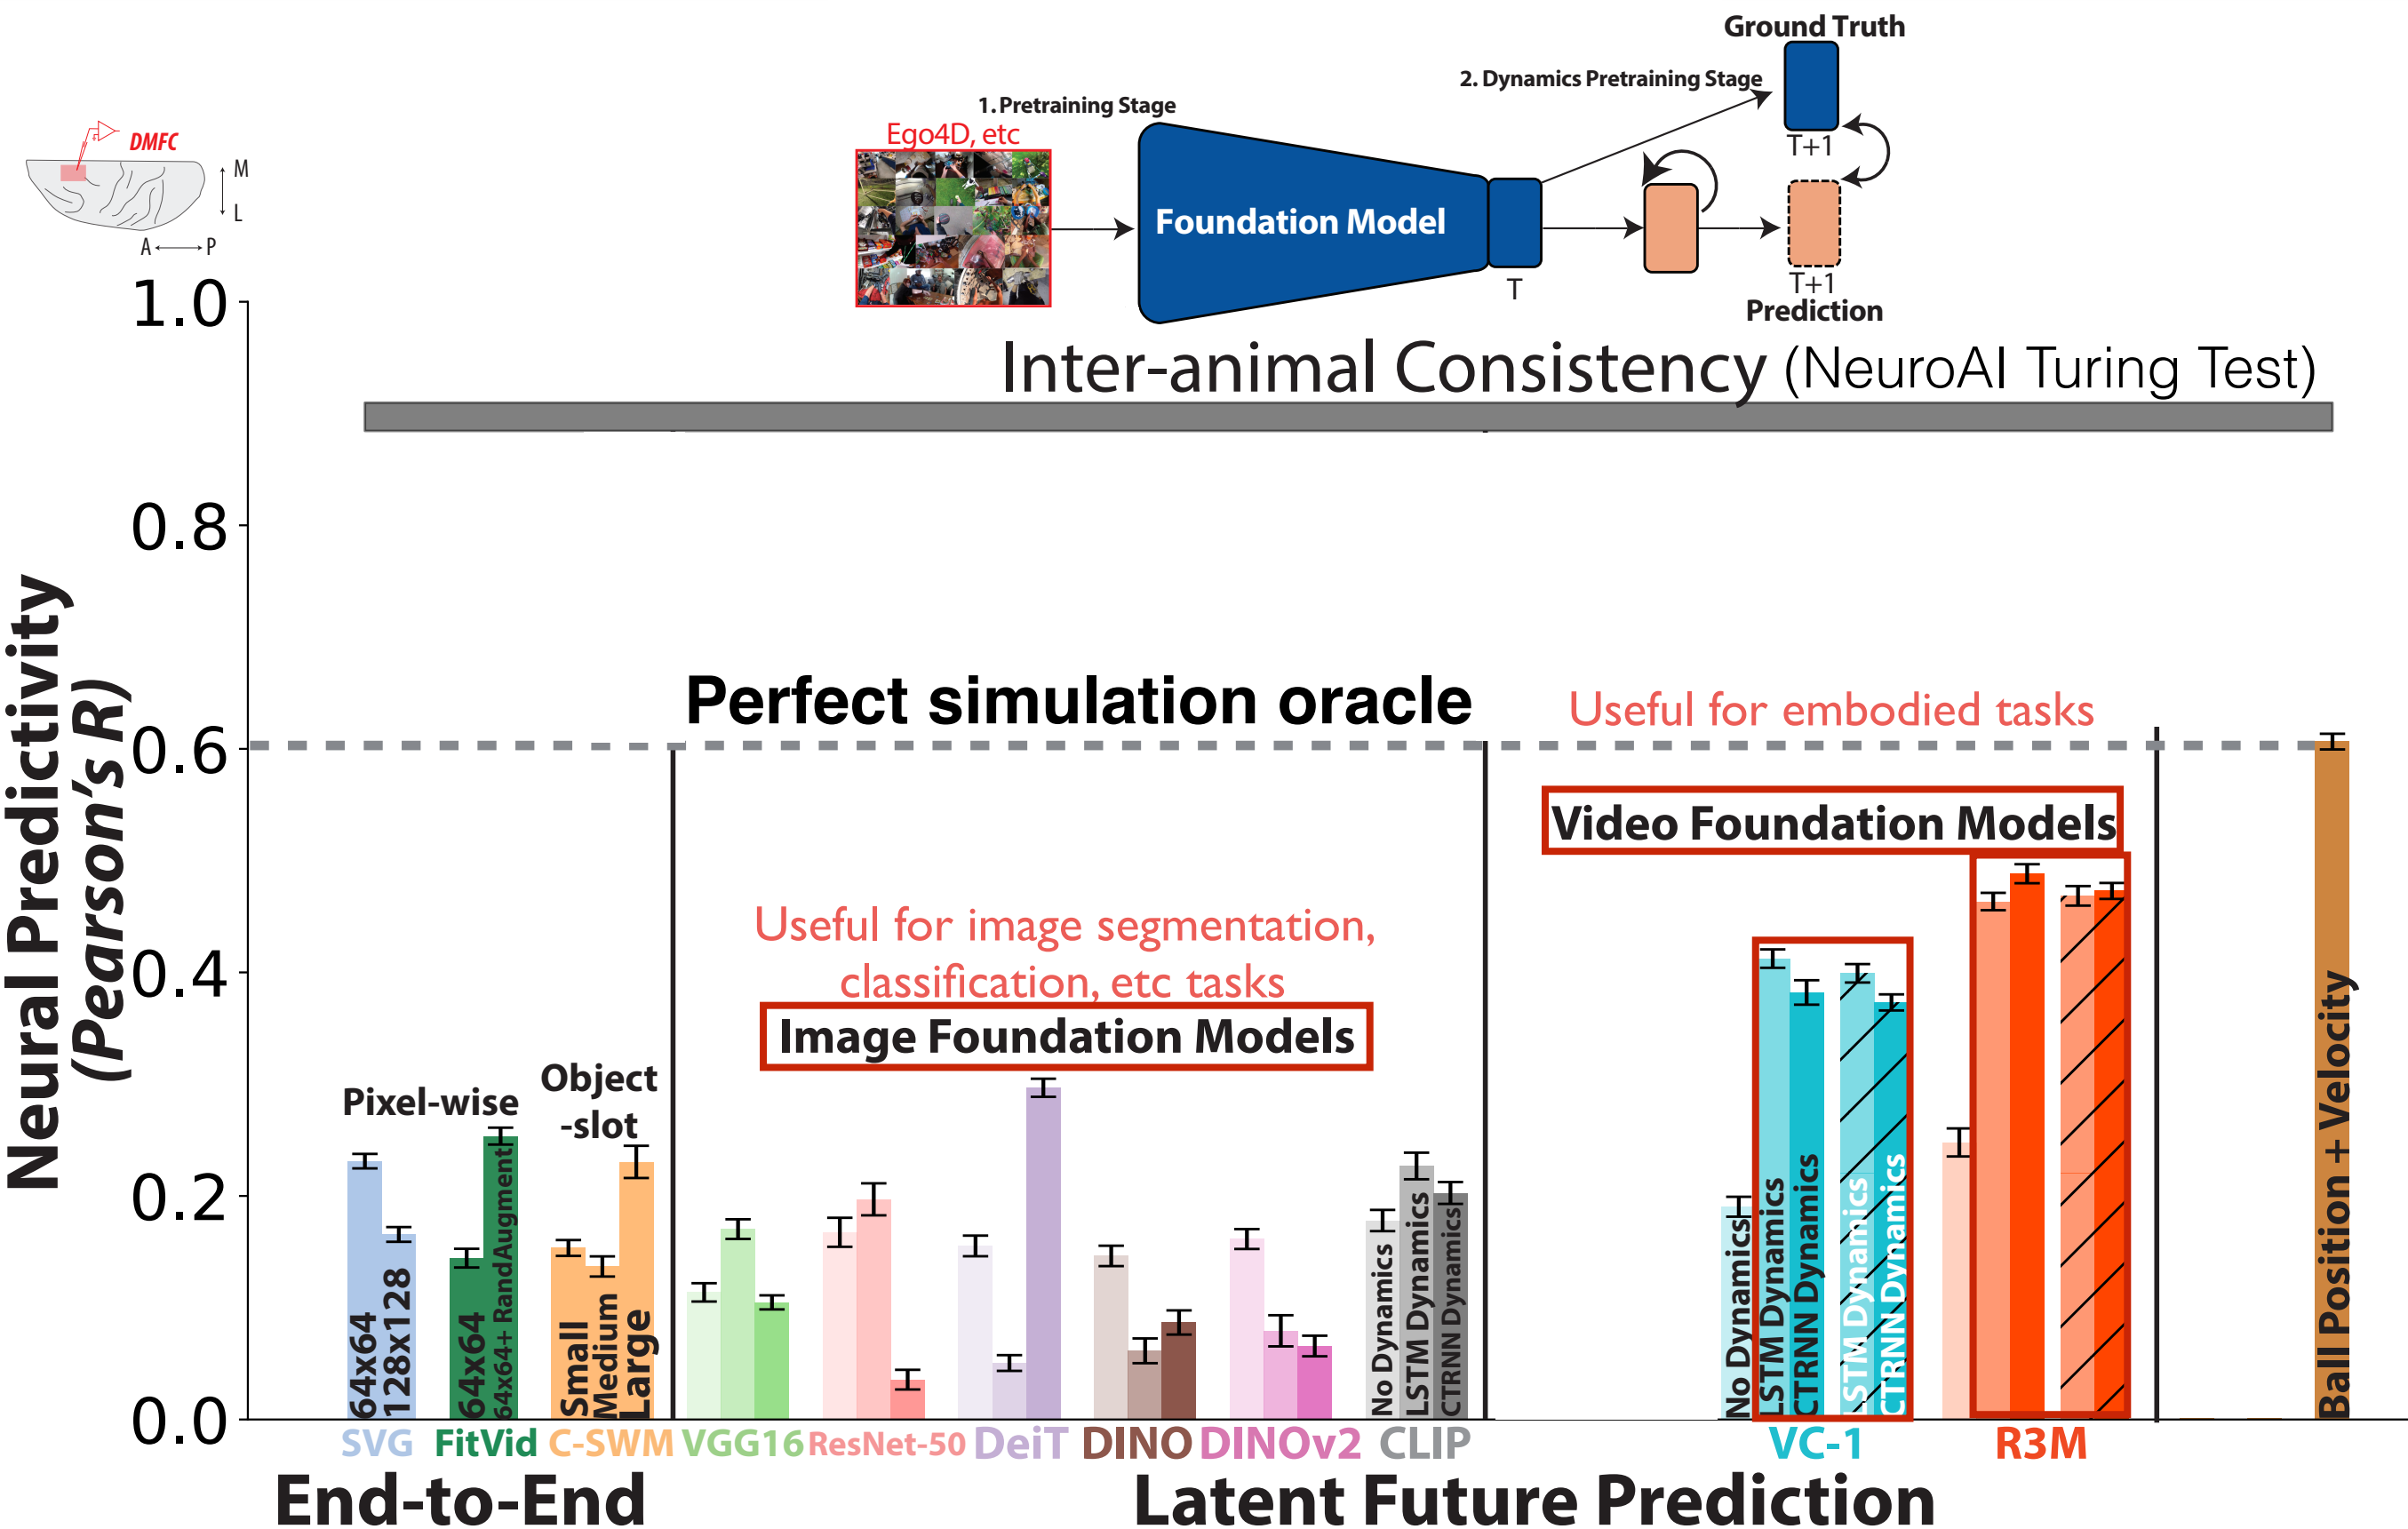 Ground Truth
2. Dynamics Pretraining Stage
1. Pretraining Stage
Ego4D, etc
DMFC
M
L
A
P
T+1
Foundation Model
T
T+1
Prediction
Inter-animal Consistency (NeuroAI Turing Test)
Neural Predictivity
(Pearson's R)
1.0
0.8
0.6
0.4
0.2
0.0
Perfect simulation oracle
Useful for embodied tasks
Video Foundation Models
Useful for image segmentation,
classification, etc tasks
Image Foundation Models
Pixel-wise
Object
-slot
64x64
128x128
64x64
64x64+ RandAugment
Small
Medium
Large
No Dynamics
LSTM Dynamics
CTRNN Dynamics
No Dynamics
LSTM Dynamics
CTRNN Dynamics
LSTM Dynamics
CTRNN Dynamics
Ball Position + Velocity
SVG
FitVid
C-SWM
VGG16
ResNet-50
DeiT
DINO
DINOv2
CLIP
VC-1
R3M
End-to-End
Latent Future Prediction